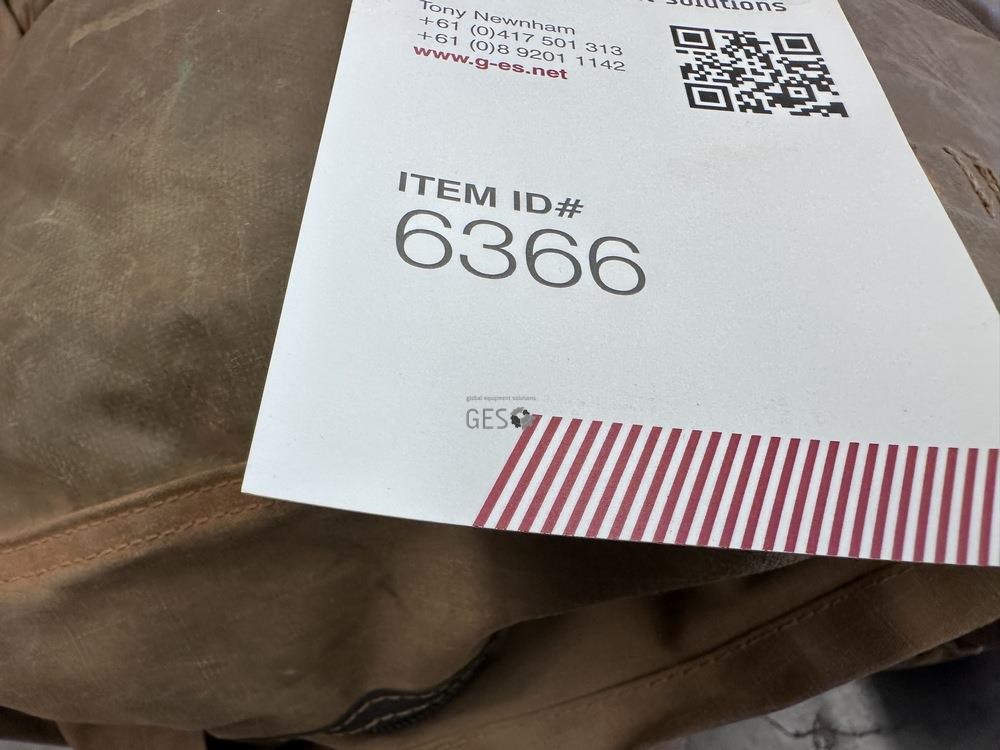 solutions
Tony Newnham
+61 (0)417 501 313
+61 (0)8 9201 1142
www.g-es.net
ITEM ID#
6366
global equipment solutions
GES